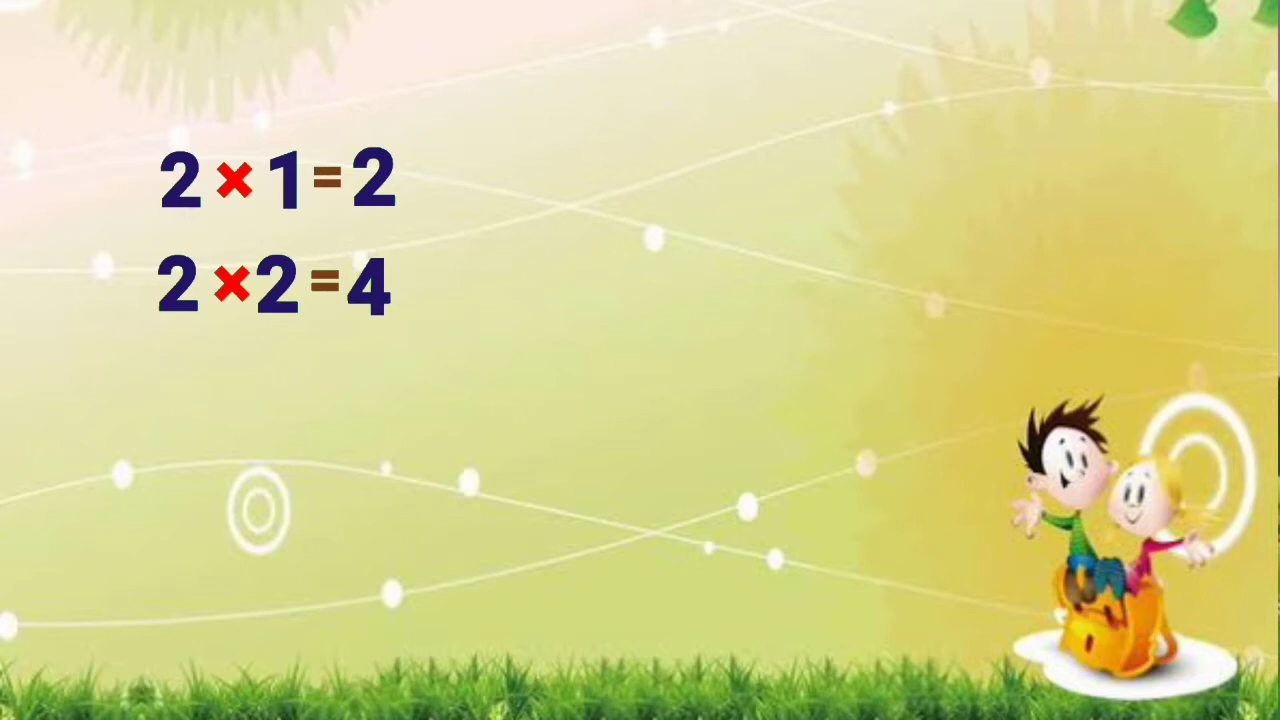 2 × 1 = 2
2 × 2 = 4